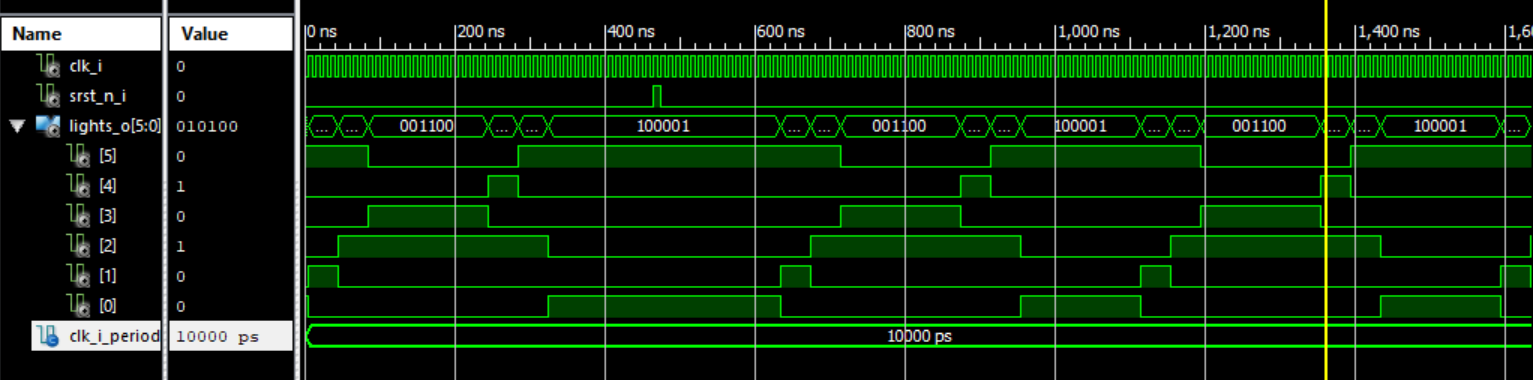 Name Value 0 ns 200 ns 400 ns 600 ns 800 ns 1,000 ns 1,200 ns 1,400 ns 1,6
clk_i 0
srst_n_i 0
lights_o[5:0] 010100 ... ... 001100 ... ... 100001 ... ... 001100 ... ... 100001 ... ... 001100 ... ... 100001 ... ...
[5] 0
[4] 1
[3] 0
[2] 1
[1] 0
[0] 0
clk_i_period 10000 ps 10000 ps